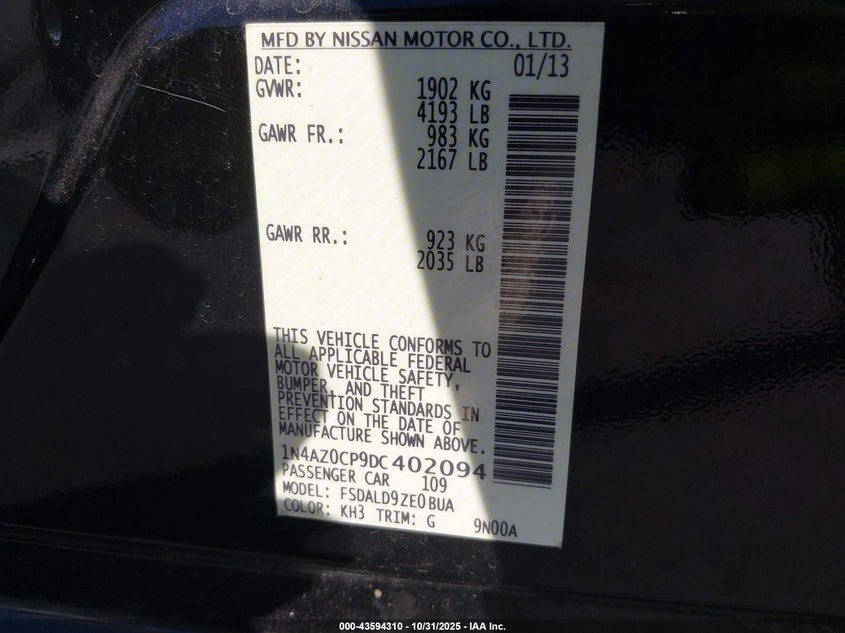 MFD BY NISSAN MOTOR CO., LTD.
DATE: 01/13
GVWR: 1902 KG
4193 LB
GAWR FR.: 983 KG
2167 LB
GAWR RR.: 923 KG
2035 LB
THIS VEHICLE CONFORMS TO
ALL APPLICABLE FEDERAL
MOTOR VEHICLE SAFETY,
BUMPER, AND THEFT
PREVENTION STANDARDS IN
EFFECT ON THE DATE OF
MANUFACTURE SHOWN ABOVE.
1N4AZ0CP9DC402094
PASSENGER CAR 109
MODEL: FSDALD9ZE0BUA
COLOR: KH3 TRIM: G 9N00A
000-43594310 - 10/31/2025 - IAA Inc.